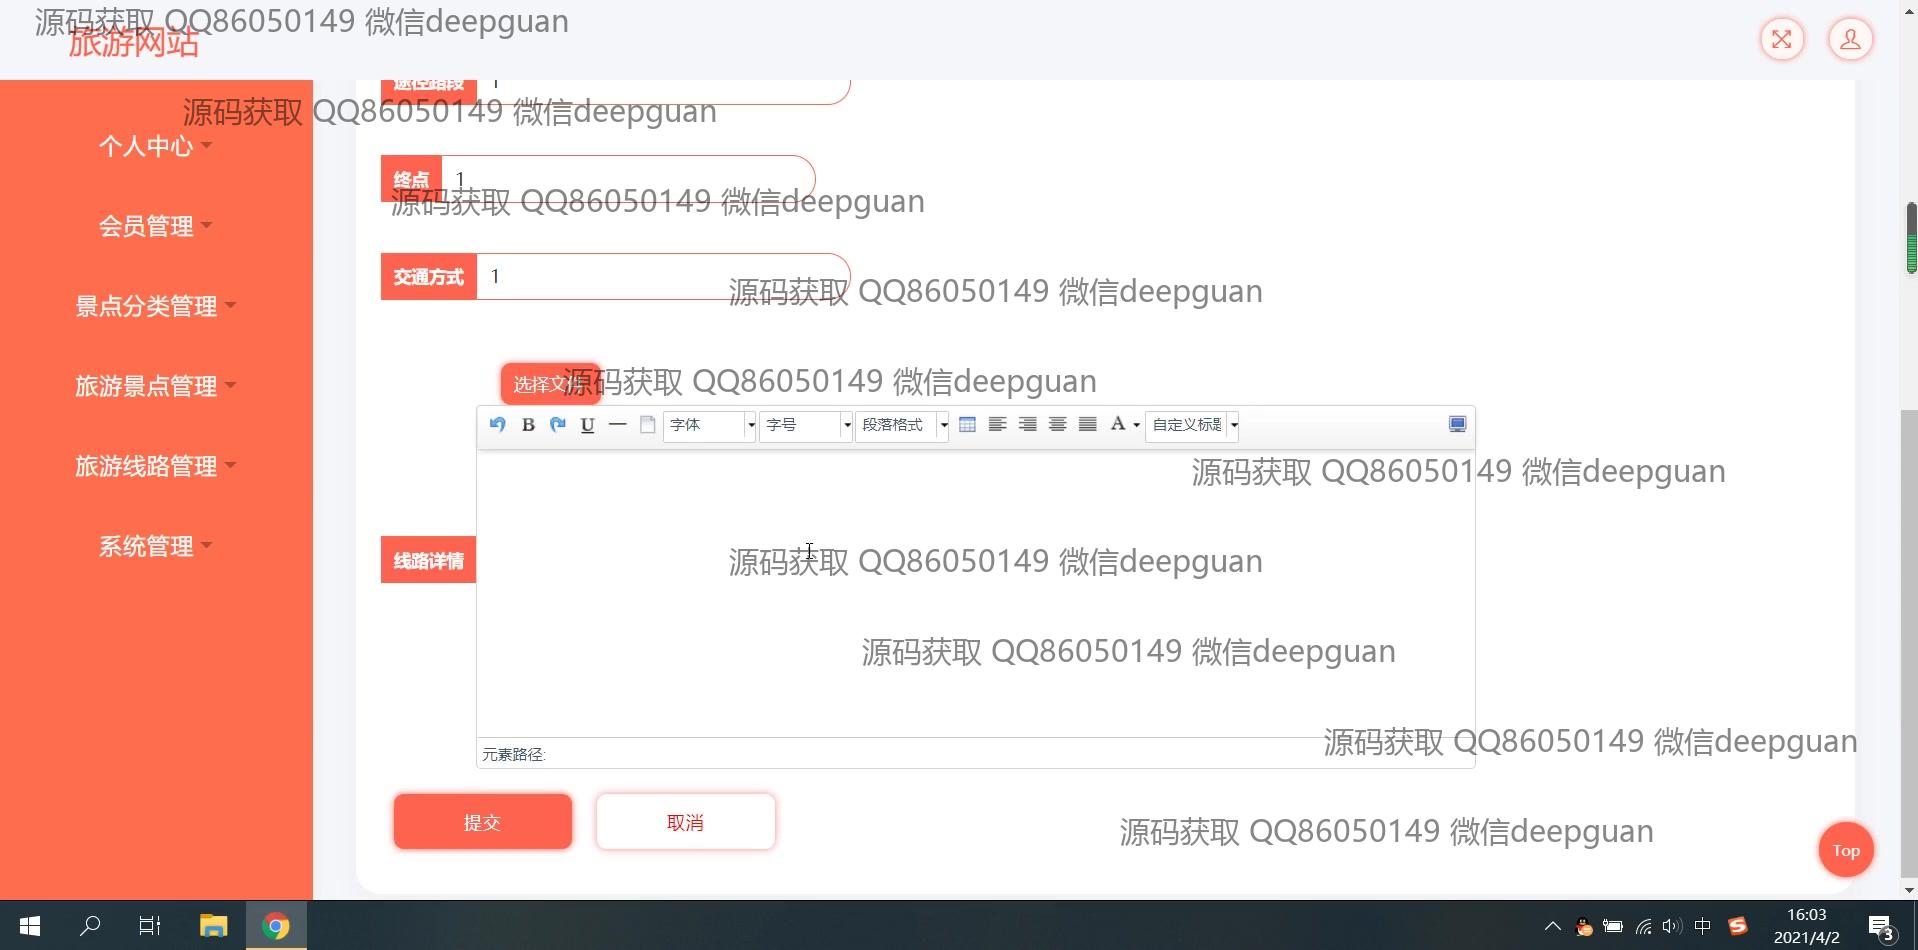 源码获取 QQ86050149 微信deepguan
旅游网站
途径路段 1
源码获取 QQ86050149 微信deepguan
个人中心
终点 1
源码获取 QQ86050149 微信deepguan
会员管理
交通方式 1
源码获取 QQ86050149 微信deepguan
景点分类管理
选择文件
源码获取 QQ86050149 微信deepguan
旅游景点管理
B U 字体 字号 段落格式 A 自定义标题
旅游线路管理
源码获取 QQ86050149 微信deepguan
系统管理
线路详情
源码获取 QQ86050149 微信deepguan
源码获取 QQ86050149 微信deepguan
源码获取 QQ86050149 微信deepguan
元素路径:
提交 取消
源码获取 QQ86050149 微信deepguan
Top
中 S 16:03
2021/4/2
3